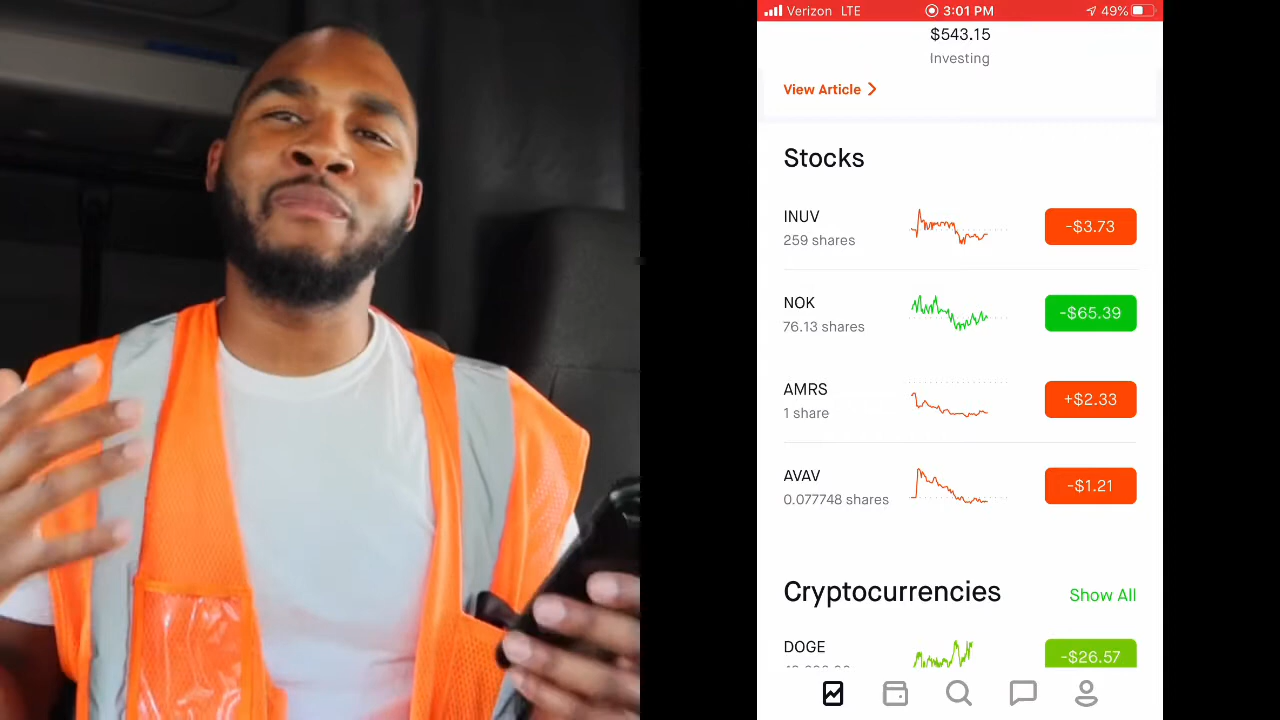 Verizon LTE 3:01 PM 49%
$543.15
Investing
View Article
Stocks
INUV
259 shares
-$3.73
NOK
76.13 shares
-$65.39
AMRS
1 share
+$2.33
AVAV
0.077748 shares
-$1.21
Cryptocurrencies
Show All
DOGE
-$26.57